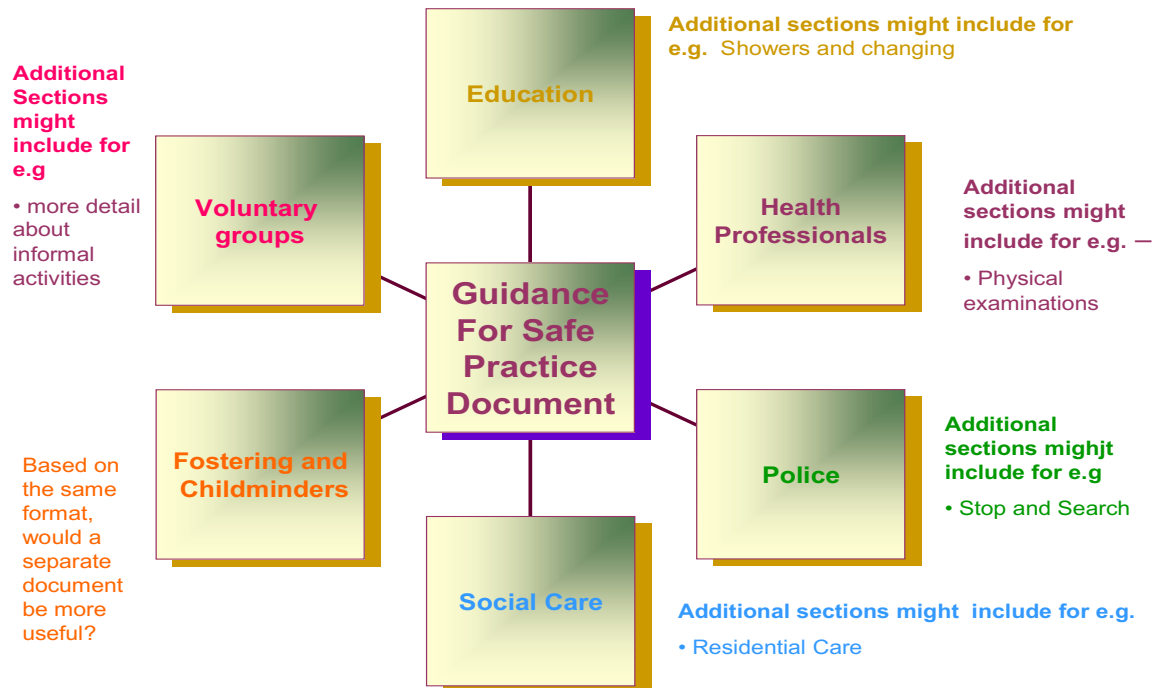 Education
Additional sections might include for
e.g. Showers and changing
Additional
Sections
might
include for
e.g
• more detail
about
informal
activities
Voluntary
groups
Health
Professionals
Additional
sections might
include for e.g. –
• Physical
examinations
Guidance
For Safe
Practice
Document
Based on
the same
format,
would a
separate
document
be more
useful?
Fostering and
Childminders
Police
Additional
sections mighjt
include for e.g
• Stop and Search
Social Care
Additional sections might include for e.g.
• Residential Care